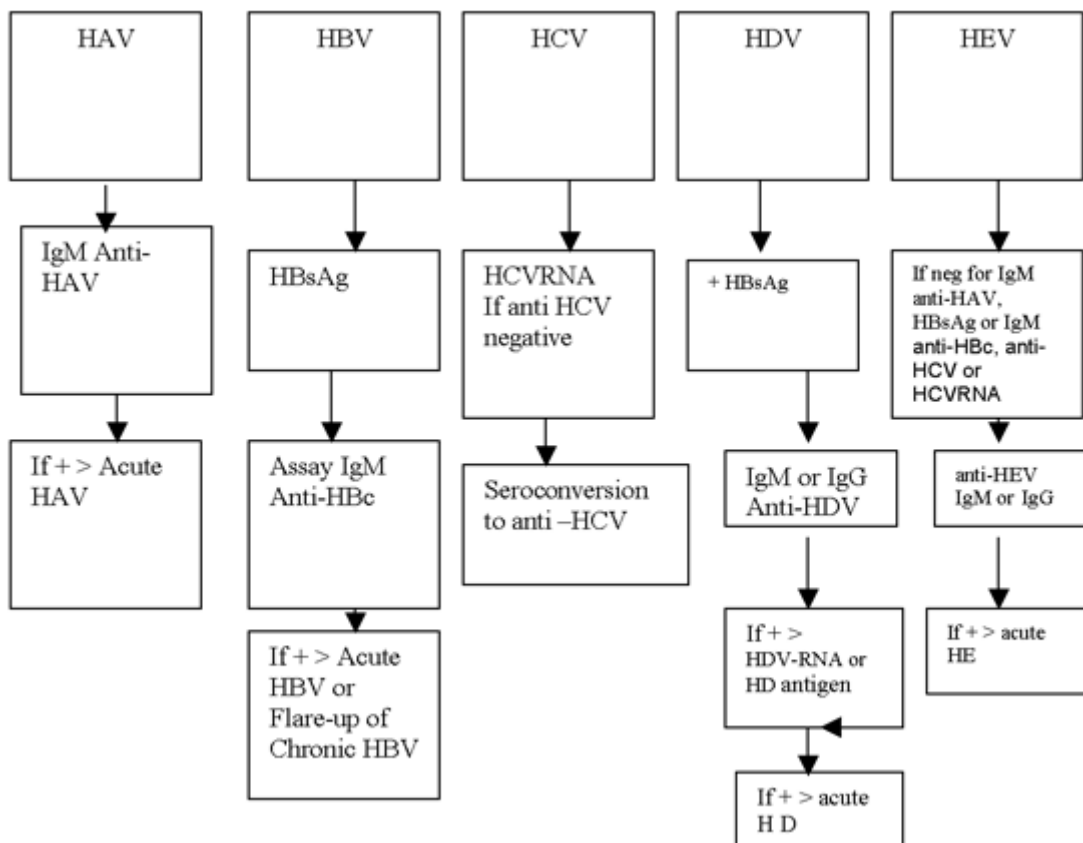 HAV
HBV
HCV
HDV
HEV
IgM Anti-
HAV
HBsAg
HCVRNA
If anti HCV
negative
+ HBsAg
If neg for IgM
anti-HAV,
HBsAg or IgM
anti-HBc, anti-
HCV or
HCVRNA
If + > Acute
HAV
Assay IgM
Anti-HBc
Seroconversion
to anti –HCV
IgM or IgG
Anti-HDV
anti-HEV
IgM or IgG
If + > Acute
HBV or
Flare-up of
Chronic HBV
If + >
HDV-RNA or
HD antigen
If + > acute
HE
If + > acute
H D